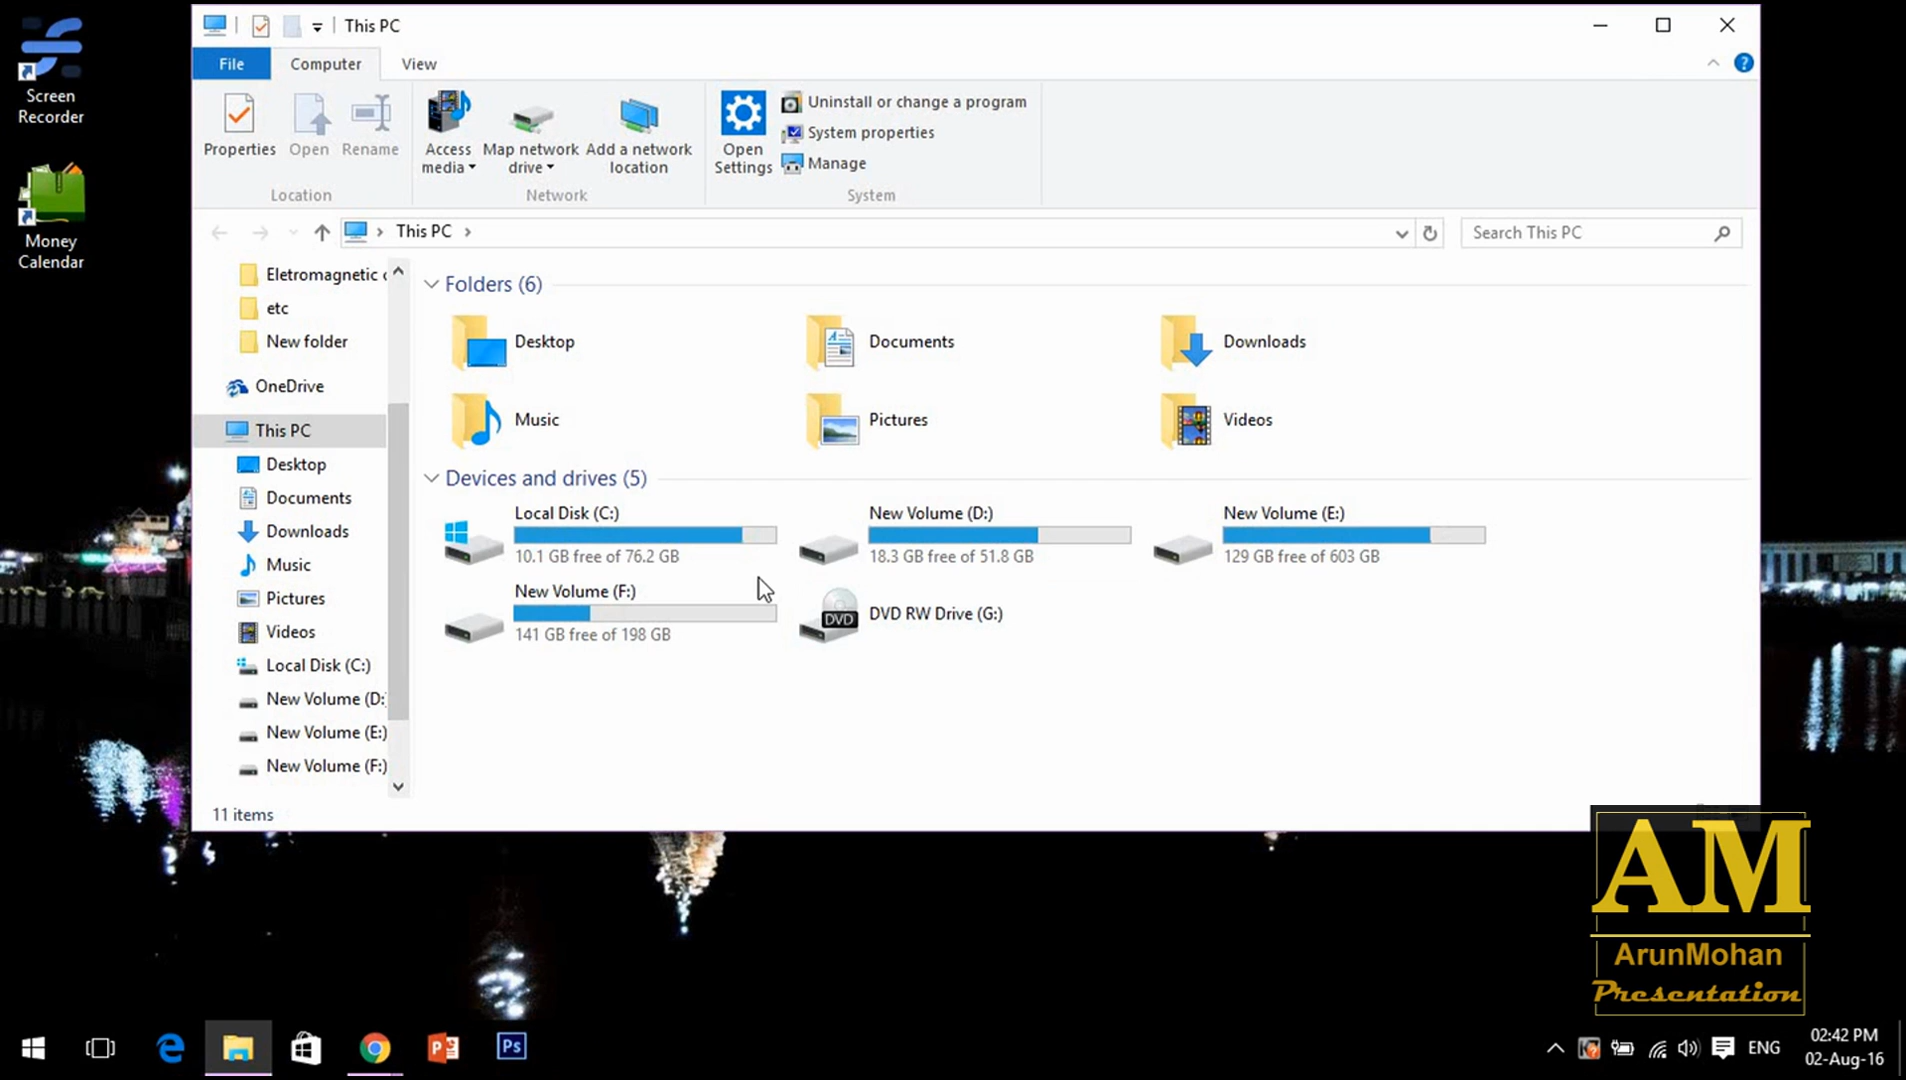 Screen
Recorder
Money
Calendar
This PC
File
Computer
View
Properties
Open
Rename
Location
Access
media
Map network
drive
Add a network
location
Network
Open
Settings
Uninstall or change a program
System properties
Manage
System
This PC
Search This PC
Eletromagnetic
etc
New folder
OneDrive
This PC
Desktop
Documents
Downloads
Music
Pictures
Videos
Local Disk (C:)
New Volume (D:
New Volume (E:)
New Volume (F:)
Folders (6)
Desktop
Documents
Downloads
Music
Pictures
Videos
Devices and drives (5)
Local Disk (C:)
10.1 GB free of 76.2 GB
New Volume (D:)
18.3 GB free of 51.8 GB
New Volume (E:)
129 GB free of 603 GB
New Volume (F:)
141 GB free of 198 GB
DVD
DVD RW Drive (G:)
11 items
AM
ArunMohan
Presentation
Ps
ENG
02:42 PM
02-Aug-16